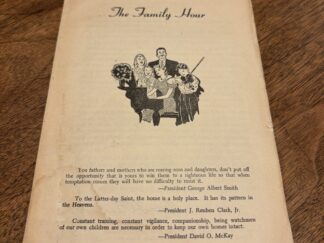 The Family Hour
You fathers and mothers who are rearing sons and daughters, don't put off
the opportunity that is yours to win them to a righteous life so that when
temptation comes they will have no difficulty to resist it.
—President George Albert Smith
To the Latter-day Saint, the home is a holy place. It has its pattern in
the Heavens.
—President J. Reuben Clark, Jr.
Constant training, constant vigilance, companionship, being watchmen
of our own children are necessary in order to keep our own homes intact.
—President David O. McKay